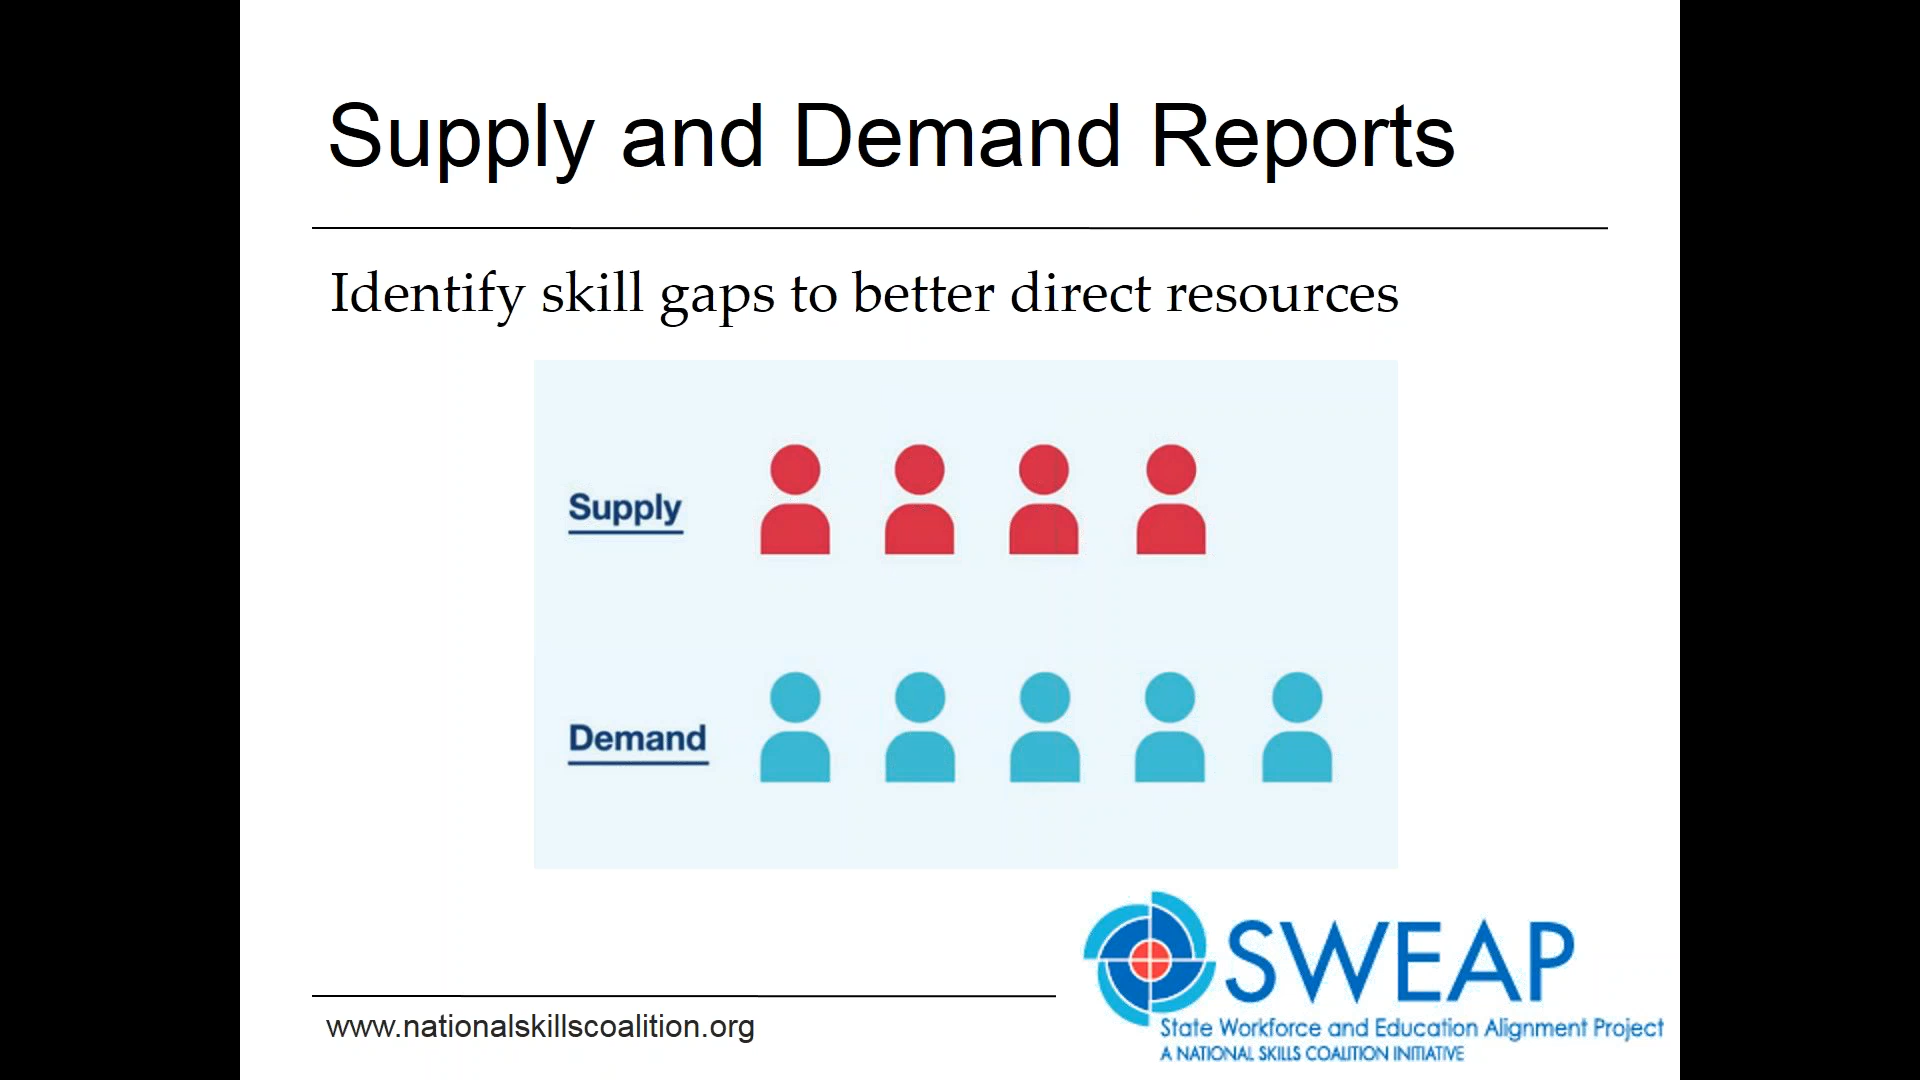 Supply and Demand Reports
Identify skill gaps to better direct resources
Supply
Demand
SWEAP
State Workforce and Education Alignment Project
A NATIONAL SKILLS COALITION INITIATIVE
www.nationalskillscoalition.org